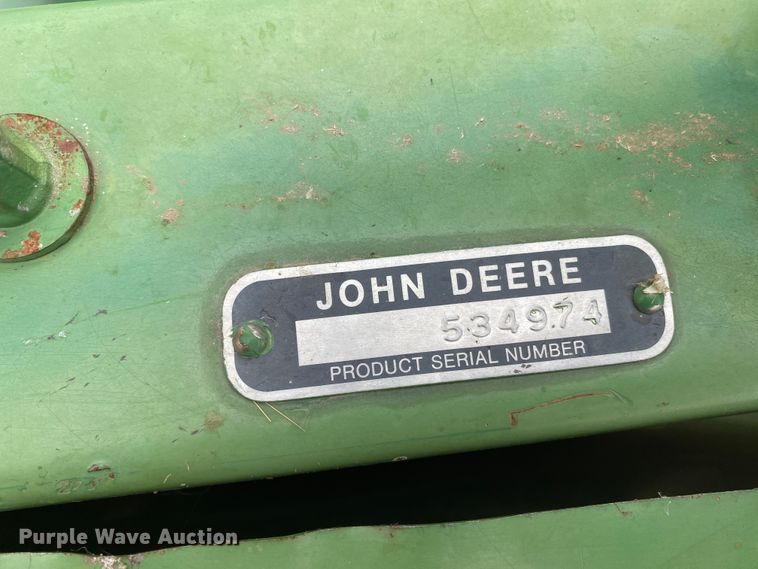 JOHN DEERE
534974
PRODUCT SERIAL NUMBER
Purple Wave Auction